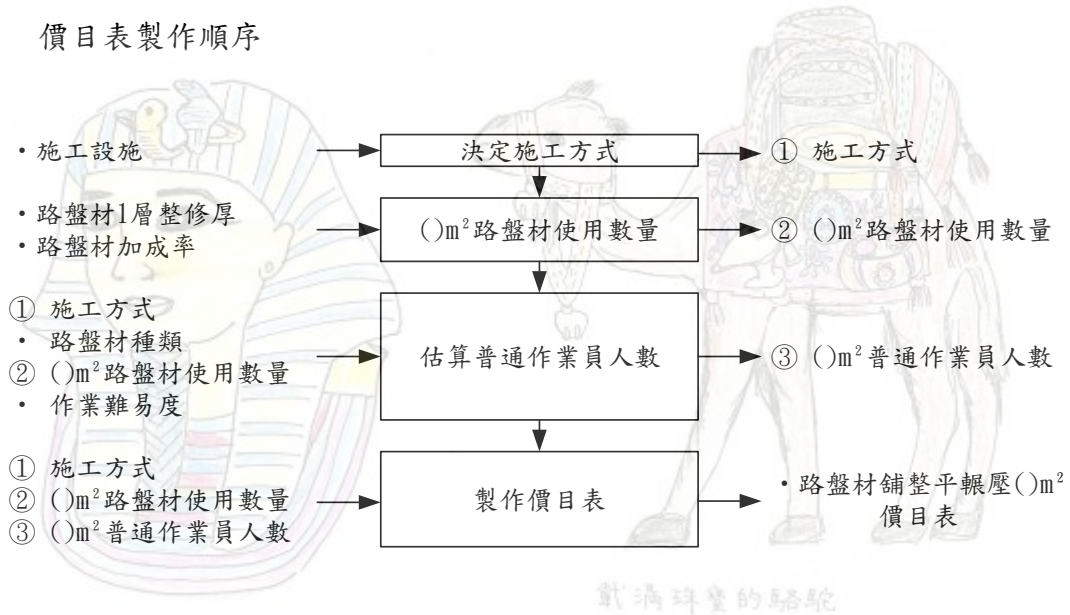 價目表製作順序
・施工設施
決定施工方式
① 施工方式
・路盤材1層整修厚
・路盤材加成率
()m²路盤材使用數量
② ()m²路盤材使用數量
① 施工方式
・ 路盤材種類
② ()m²路盤材使用數量
・ 作業難易度
估算普通作業員人數
③ ()m²普通作業員人數
① 施工方式
② ()m²路盤材使用數量
③ ()m²普通作業員人數
製作價目表
・路盤材舖整平輾壓()m²
價目表
戴滿珠寶的駱駝